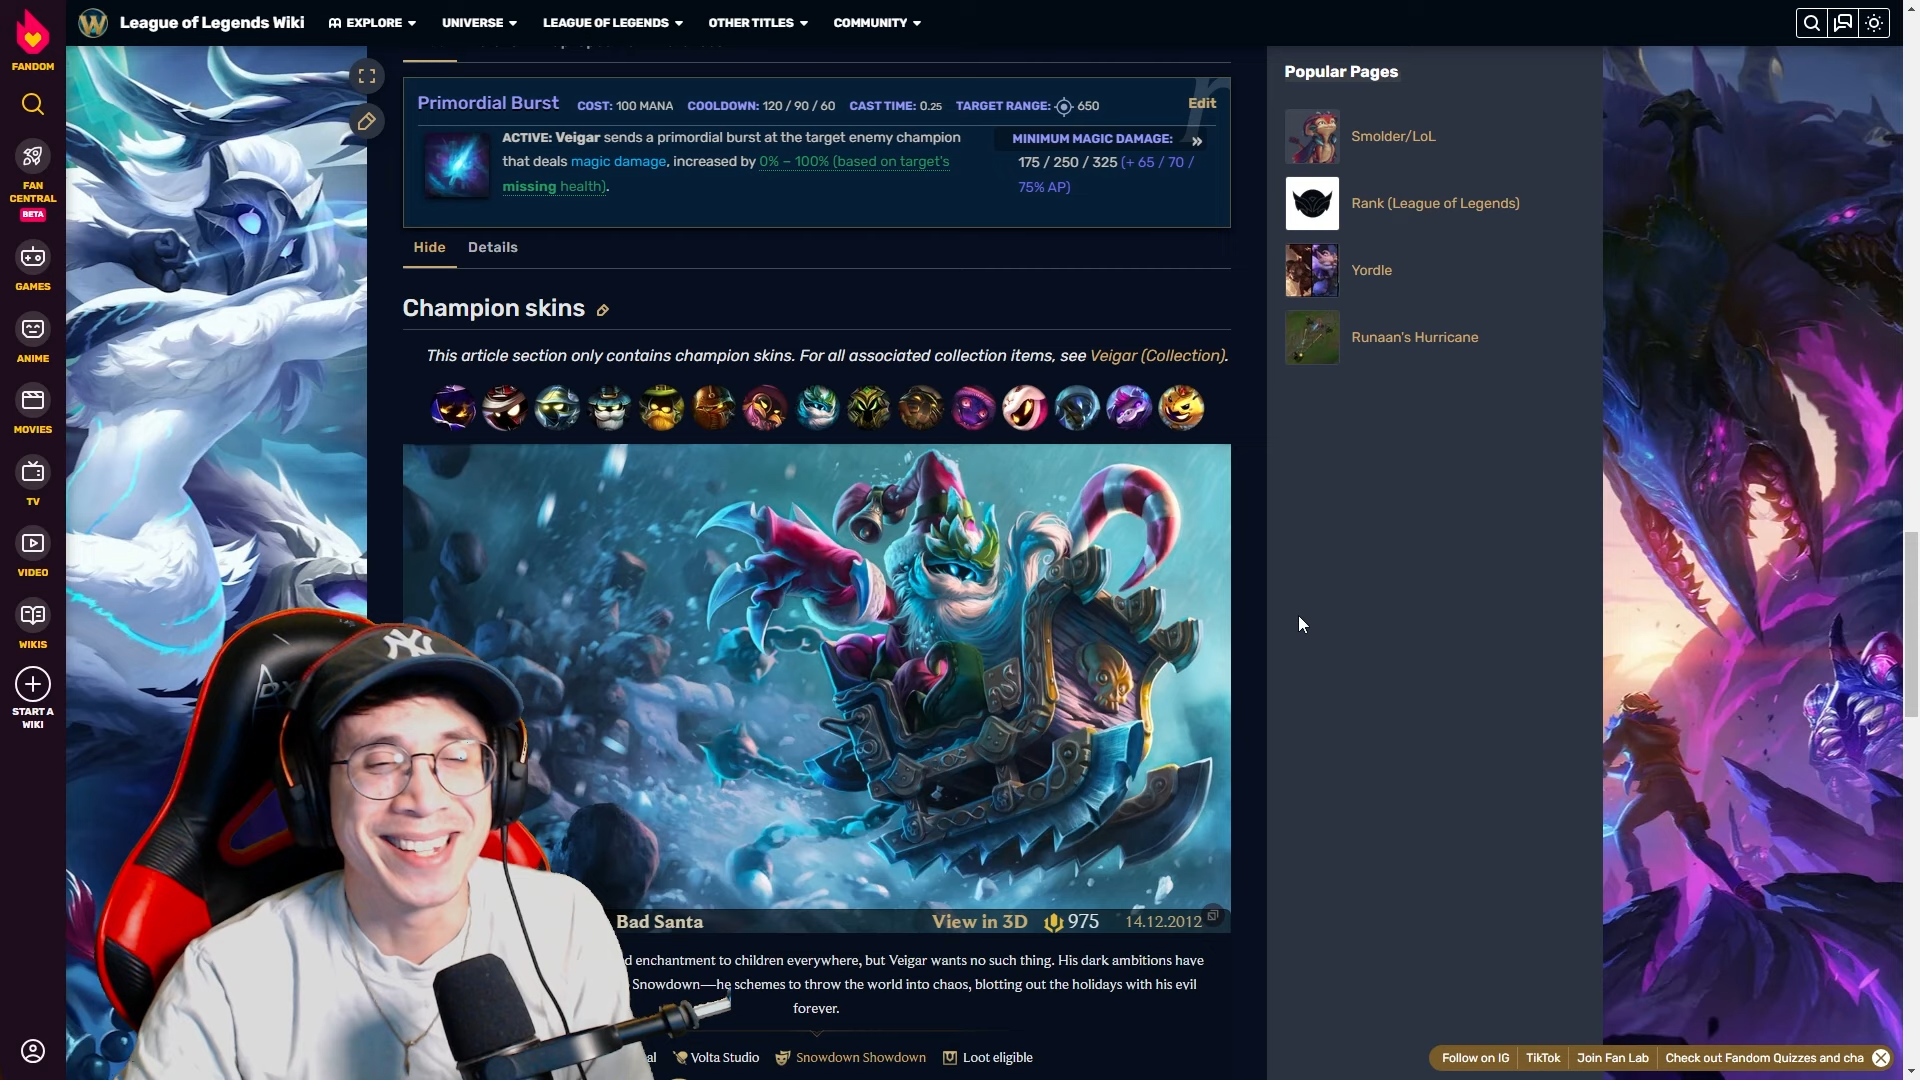 League of Legends Wiki
EXPLORE
UNIVERSE
LEAGUE OF LEGENDS
OTHER TITLES
COMMUNITY
FANDOM
FAN CENTRAL
BETA
GAMES
ANIME
MOVIES
TV
VIDEO
WIKIS
START A WIKI
Primordial Burst COST: 100 MANA COOLDOWN: 120 / 90 / 60 CAST TIME: 0.25 TARGET RANGE: 650 Edit
ACTIVE: Veigar sends a primordial burst at the target enemy champion
that deals magic damage, increased by 0% – 100% (based on target's
missing health).
MINIMUM MAGIC DAMAGE: »
175 / 250 / 325 (+ 65 / 70 /
75% AP)
Hide Details
Champion skins
This article section only contains champion skins. For all associated collection items, see Veigar (Collection).
Bad Santa View in 3D 975 14.12.2012
enchantment to children everywhere, but Veigar wants no such thing. His dark ambitions have
Snowdown—he schemes to throw the world into chaos, blotting out the holidays with his evil
forever.
Volta Studio Snowdown Showdown Loot eligible
Popular Pages
Smolder/LoL
Rank (League of Legends)
Yordle
Runaan's Hurricane
Follow on IG TikTok Join Fan Lab Check out Fandom Quizzes and cha
NY